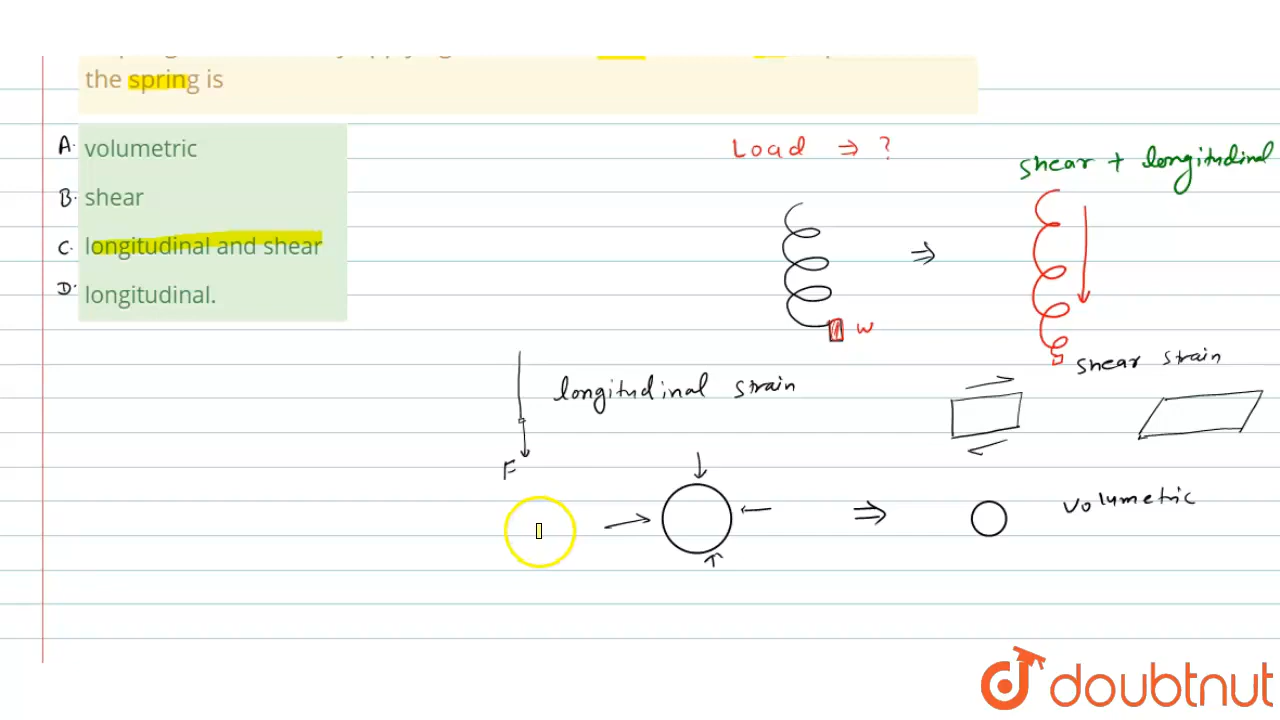 the spring is
A. volumetric
B. shear
C. longitudinal and shear
D. longitudinal.
Load ⇒ ?
shear + longitudinal
⇒
W
shear strain
longitudinal strain
F
⇒
volumetric
doubtnut